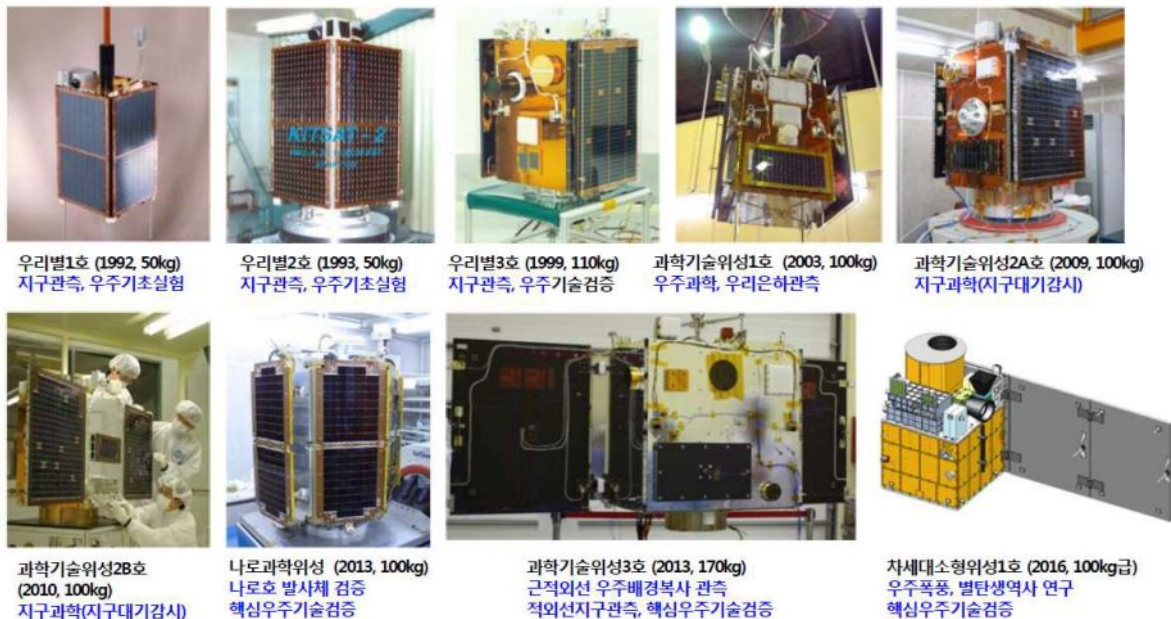 KITSAT-2
우리별1호 (1992, 50kg)
지구관측, 우주기초실험
우리별2호 (1993, 50kg)
지구관측, 우주기초실험
우리별3호 (1999, 110kg)
지구관측, 우주기술검증
과학기술위성1호 (2003, 100kg)
우주과학, 우리은하관측
과학기술위성2A호 (2009, 100kg)
지구과학(지구대기감시)
과학기술위성2B호
(2010, 100kg)
지구과학(지구대기감시)
나로과학위성 (2013, 100kg)
나로호 발사체 검증
핵심우주기술검증
과학기술위성3호 (2013, 170kg)
근적외선 우주배경복사 관측
적외선지구관측, 핵심우주기술검증
차세대소형위성1호 (2016, 100kg급)
우주폭풍, 별탄생역사 연구
핵심우주기술검증